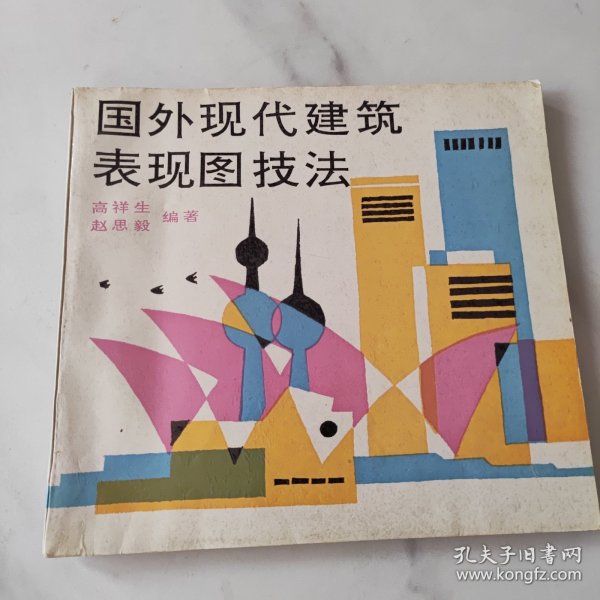 国外现代建筑
表现图技法
高祥生
赵思毅
编著
孔夫子旧书网
www.kongfz.com